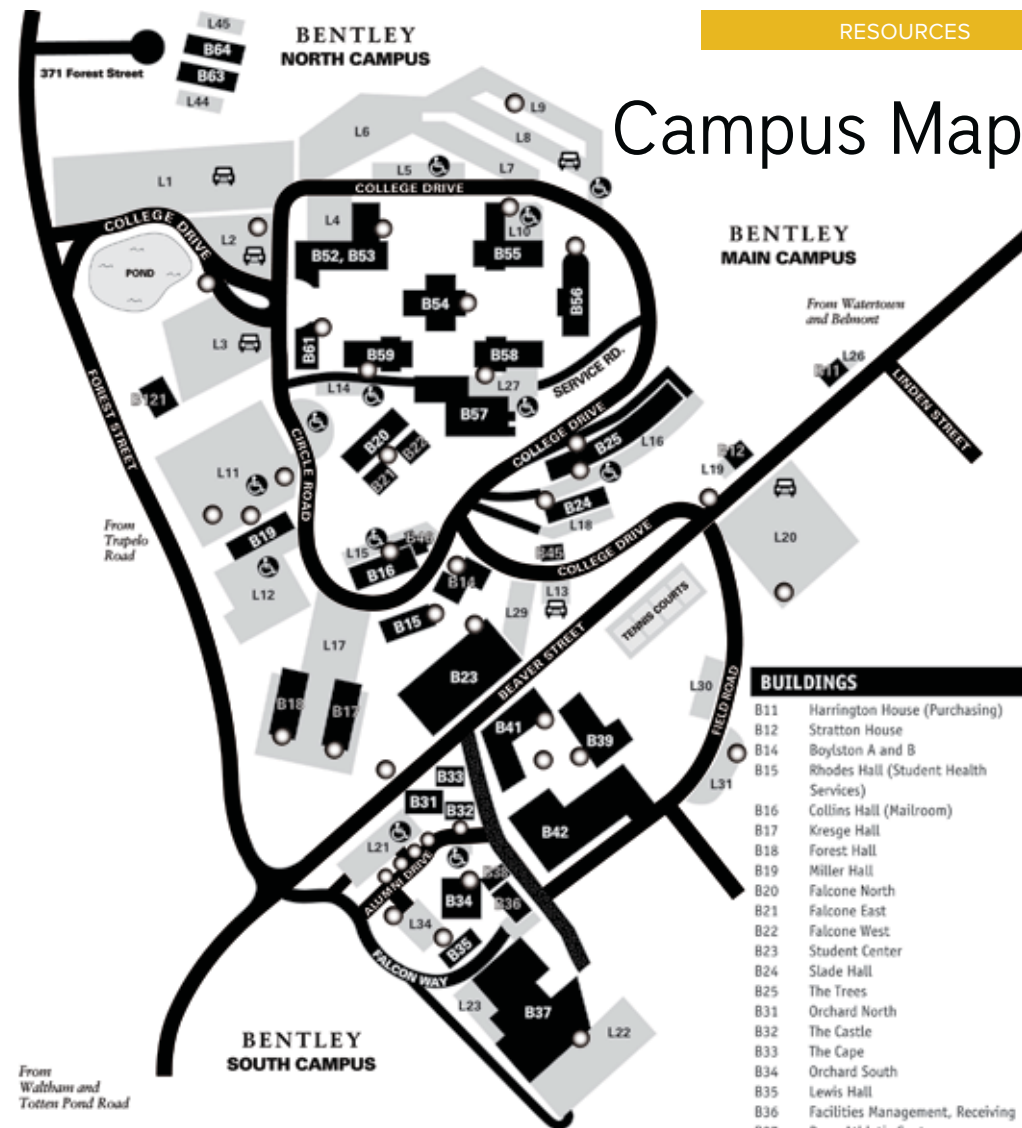 RESOURCES
Campus Map
BENTLEY
NORTH CAMPUS
L45
B64
B63
L44
371 Forest Street
L9
L8
L6
L7
L5
L1
COLLEGE DRIVE
COLLEGE DRIVE
L4
L10
L2
B52, B53
B55
POND
BENTLEY
MAIN CAMPUS
B54
B56
From Watertown
and Belmont
L3
B61
B59
B58
L26
B11
SERVICE RD.
L14
L27
LINDEN STREET
B121
FOREST STREET
B57
COLLEGE DRIVE
B20
B22
B21
B25
L16
B12
L19
L11
CIRCLE ROAD
B24
L18
From
Trapelo
Road
B19
L20
L15
B16
B45
COLLEGE DRIVE
L12
B14
L13
L29
TENNIS COURTS
B15
L17
BEAVER STREET
B23
L30
FIELD ROAD
B18
B17
B41
B39
L31
B33
B31
B32
B42
L21
ALUMNI DRIVE
B34
B36
L34
B35
FALCON WAY
L23
B37
L22
BENTLEY
SOUTH CAMPUS
From
Waltham and
Totten Pond Road
BUILDINGS
B11 Harrington House (Purchasing)
B12 Stratton House
B14 Boylston A and B
B15 Rhodes Hall (Student Health
Services)
B16 Collins Hall (Mailroom)
B17 Kresge Hall
B18 Forest Hall
B19 Miller Hall
B20 Falcone North
B21 Falcone East
B22 Falcone West
B23 Student Center
B24 Slade Hall
B25 The Trees
B31 Orchard North
B32 The Castle
B33 The Cape
B34 Orchard South
B35 Lewis Hall
B36 Facilities Management, Receiving